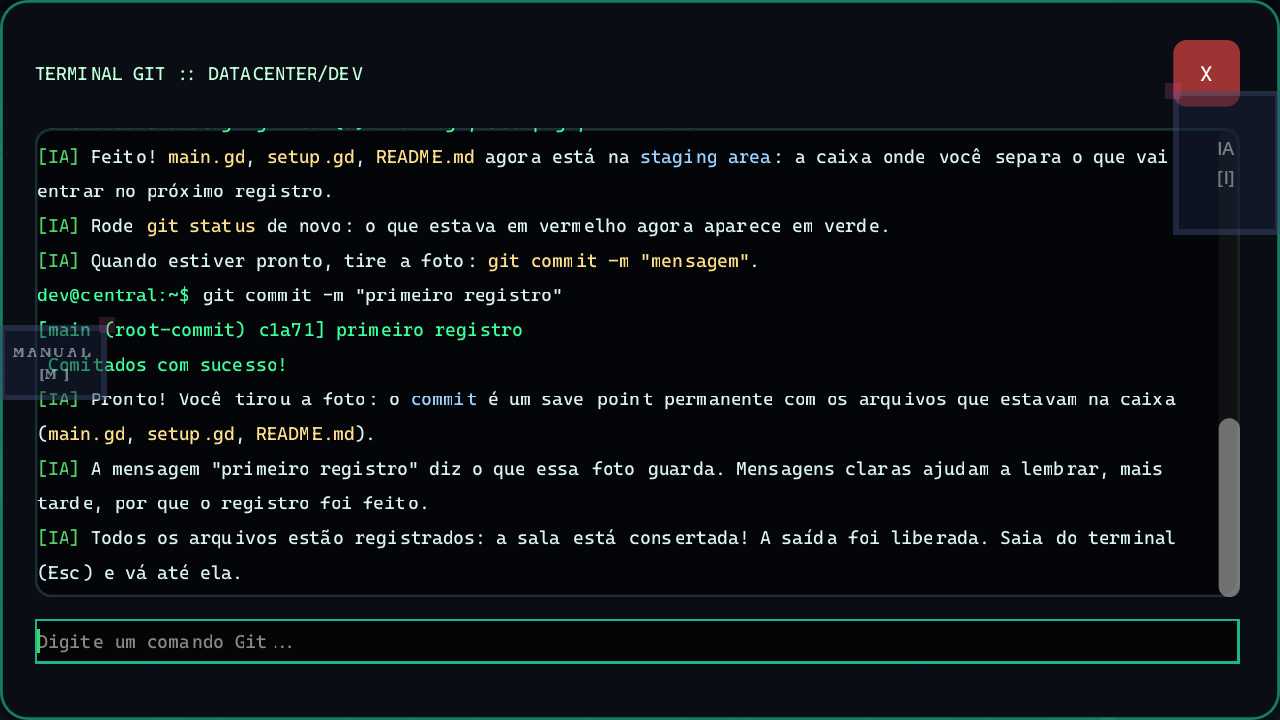 TERMINAL GIT :: DATACENTER/DEV
X
[IA] Feito! main.gd, setup.gd, README.md agora está na staging area: a caixa onde você separa o que vai
entrar no próximo registro.
[IA] Rode git status de novo: o que estava em vermelho agora aparece em verde.
[IA] Quando estiver pronto, tire a foto: git commit -m "mensagem".
dev@central:~$ git commit -m "primeiro registro"
[main (root-commit) c1a71] primeiro registro
Comitados com sucesso!
[IA] Pronto! Você tirou a foto: o commit é um save point permanente com os arquivos que estavam na caixa
(main.gd, setup.gd, README.md).
[IA] A mensagem "primeiro registro" diz o que essa foto guarda. Mensagens claras ajudam a lembrar, mais
tarde, por que o registro foi feito.
[IA] Todos os arquivos estão registrados: a sala está consertada! A saída foi liberada. Saia do terminal
(Esc) e vá até ela.
Digite um comando Git...
IA
[I]
MANUAL
[M]